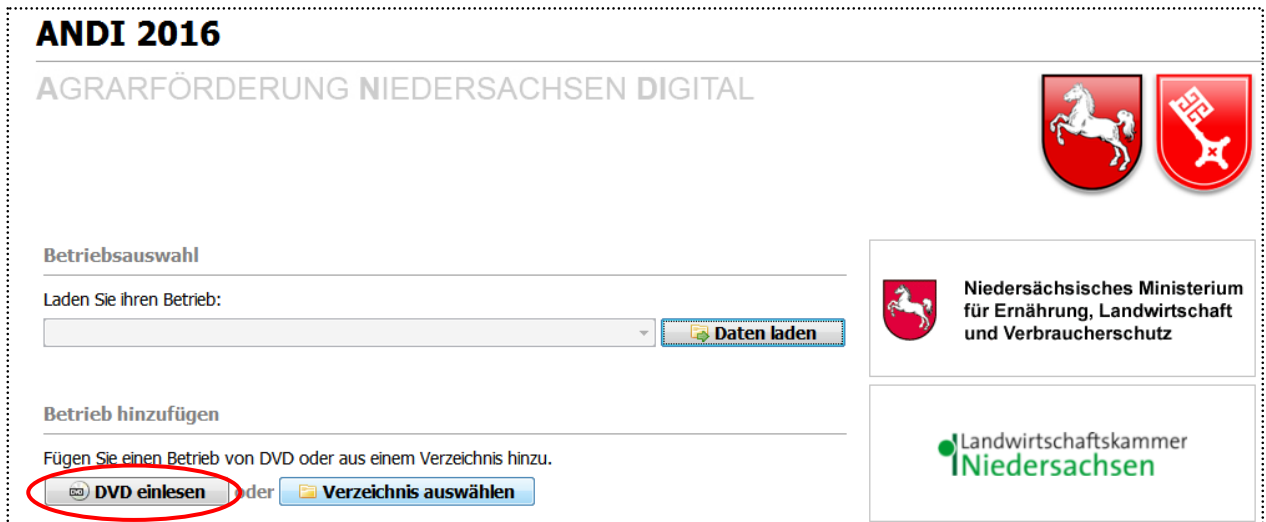 ANDI 2016
AGRARFÖRDERUNG NIEDERSACHSEN DIGITAL
Betriebsauswahl
Laden Sie ihren Betrieb:
Daten laden
Betrieb hinzufügen
Fügen Sie einen Betrieb von DVD oder aus einem Verzeichnis hinzu.
DVD einlesen oder Verzeichnis auswählen
Niedersächsisches Ministerium
für Ernährung, Landwirtschaft
und Verbraucherschutz
Landwirtschaftskammer
Niedersachsen